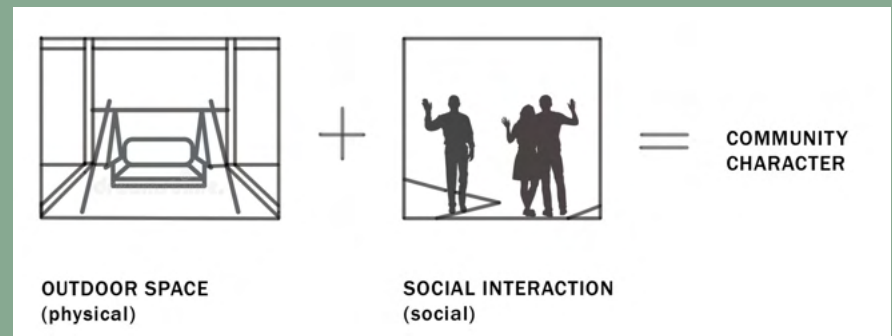 COMMUNITY
CHARACTER
OUTDOOR SPACE
(physical)
SOCIAL INTERACTION
(social)